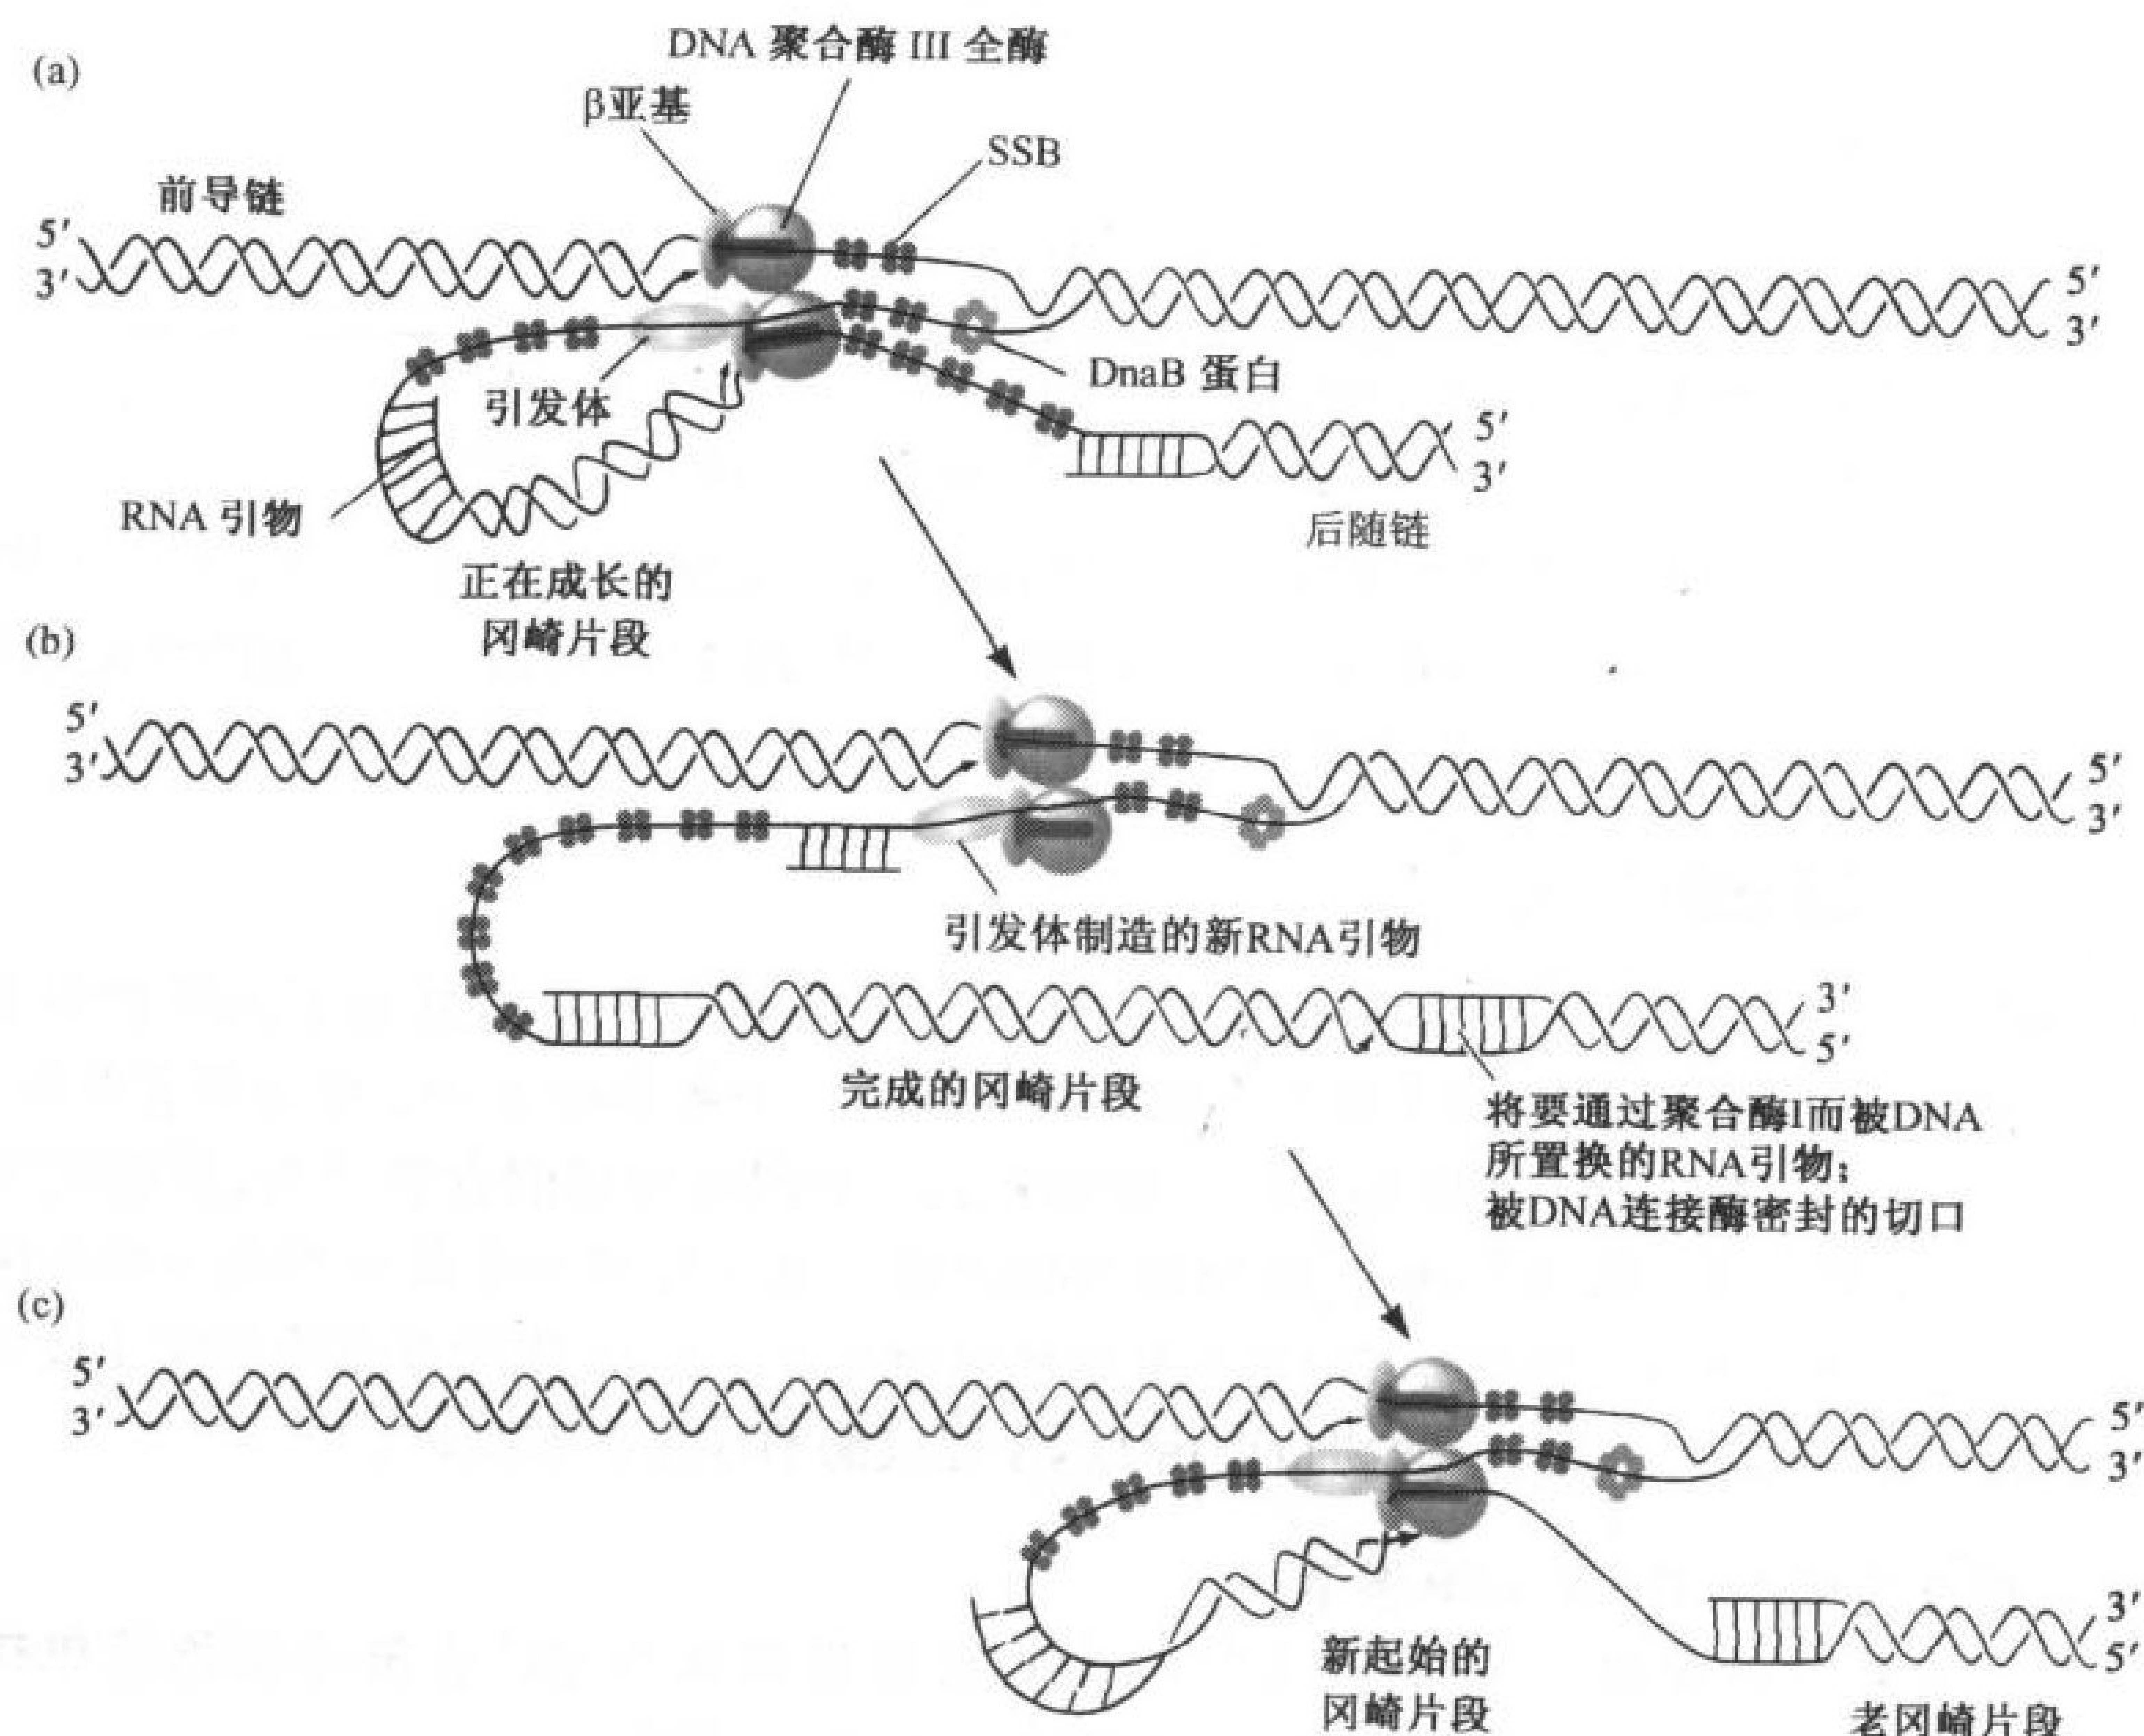 (a)
DNA 聚合酶 III 全酶
β亚基
SSB
前导链
5′
3′
5′
3′
DnaB 蛋白
引发体
5′
3′
RNA 引物
后随链
正在成长的
冈崎片段
(b)
5′
3′
5′
3′
引发体制造的新RNA引物
3′
5′
完成的冈崎片段
将要通过聚合酶I而被DNA
所置换的RNA引物；
被DNA连接酶密封的切口
(c)
5′
3′
5′
3′
3′
5′
新起始的
冈崎片段
老冈崎片段